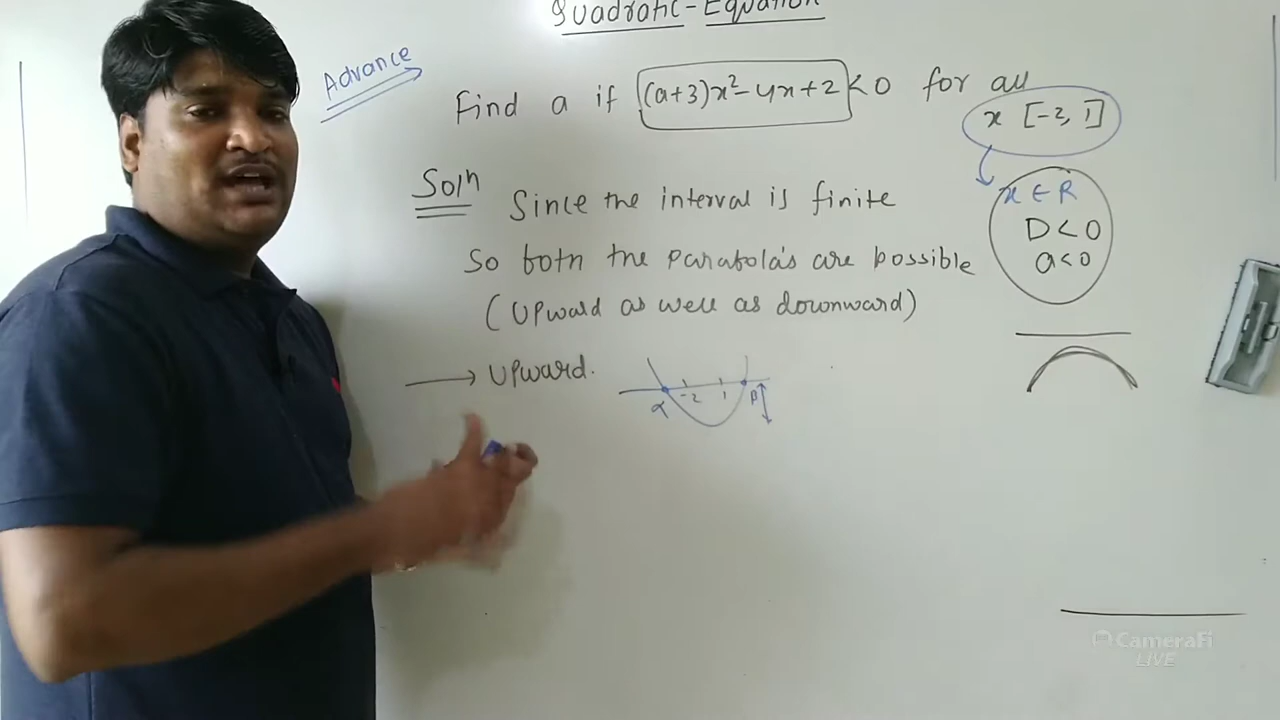 Quadratic-Equation
Advance
Find a if (a+3)x²-4x+2<0 for all
x [-2, 1]
Solⁿ Since the interval is finite
x ∈ R
D<0
a<0
So both the parabola's are possible
(Upward as well as downward)
→ Upward.
α -2 1 β
CameraFi
LIVE